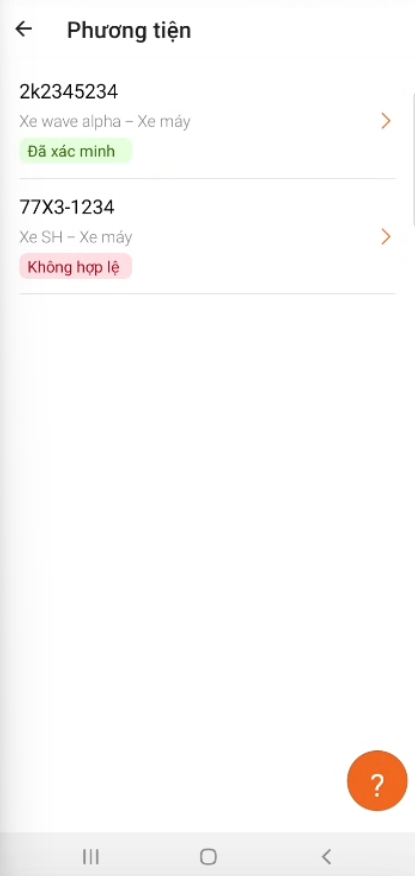 Phương tiện
2k2345234
Xe wave alpha – Xe máy
Đã xác minh
77X3-1234
Xe SH – Xe máy
Không hợp lệ
?